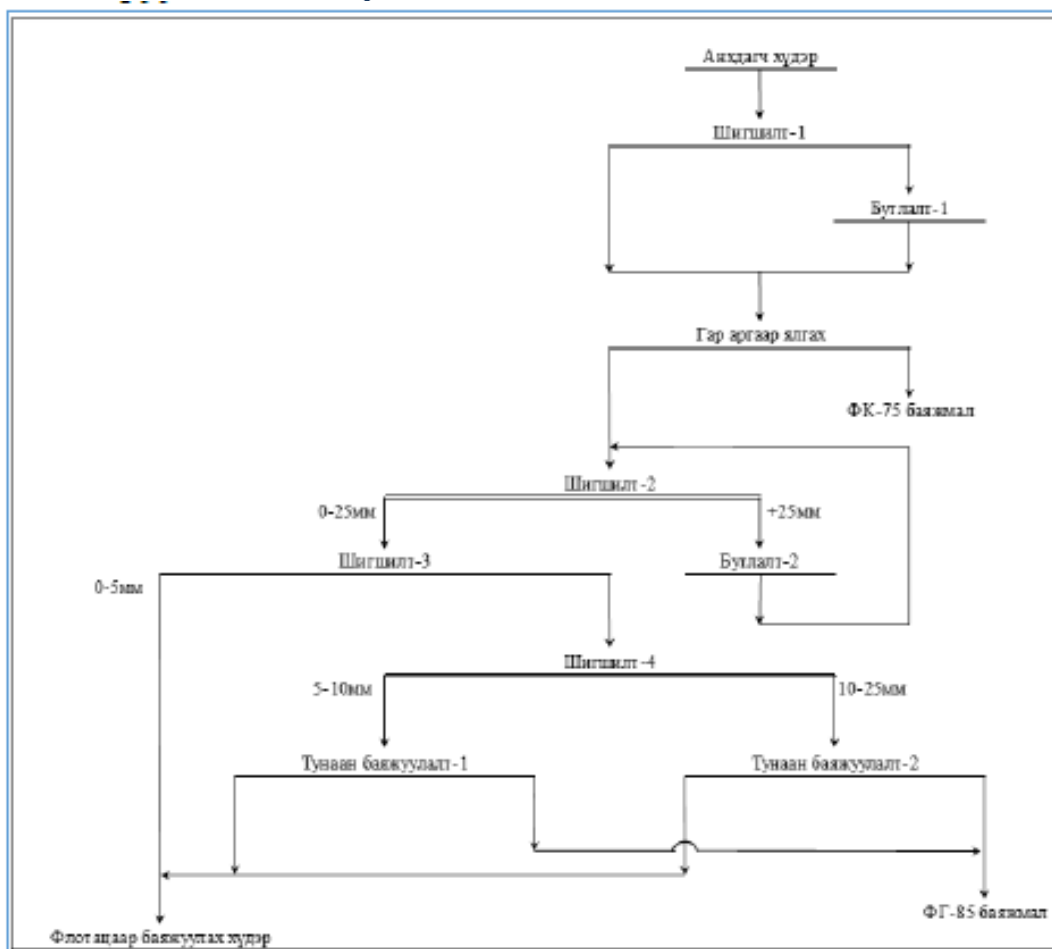 Анхдагч хүдэр
Шигшилт-1
Бутлалт-1
Гар аргаар ялгах
ФК-75 баяжмал
Шигшилт-2
0-25мм
+25мм
Шигшилт-3
Бутлалт-2
0-5мм
Шигшилт-4
5-10мм
10-25мм
Тунаан баяжуулалт-1
Тунаан баяжуулалт-2
ФГ-85 баяжмал
Флотацаар баяжуулах хүдэр